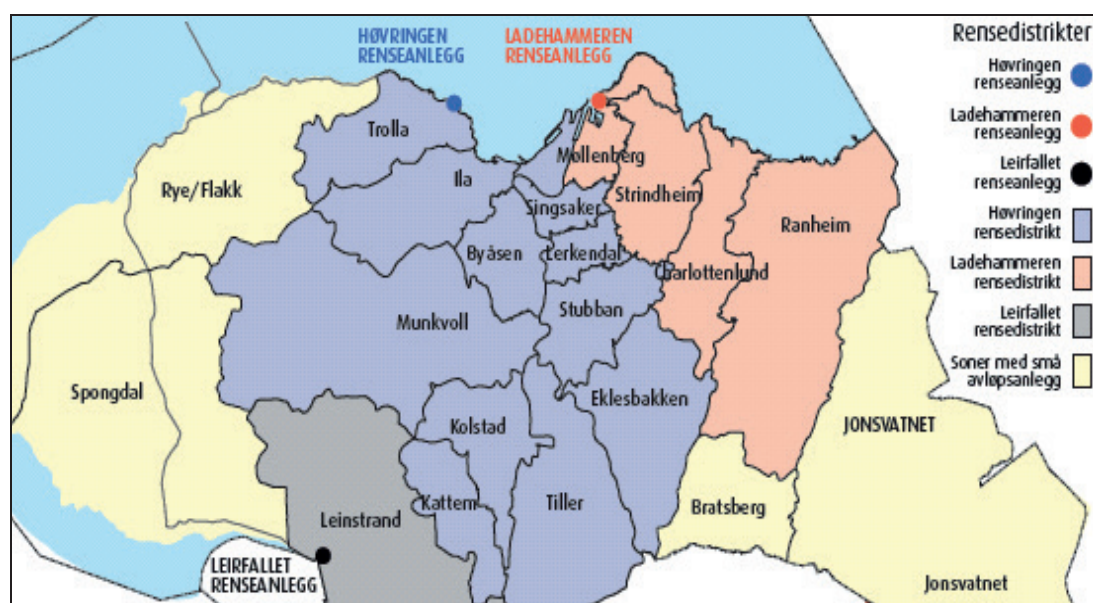 HØVRINGEN
RENSEANLEGG
LADEHAMMEREN
RENSEANLEGG
Trolla
Ila
Rye/Flakk
Møllenberg
Strindheim
Singsaker
Ranheim
Byåsen
Lerkendal
Charlottenlund
Stubban
Munkvoll
Spongdal
Eklesbakken
Kolstad
JONSVATNET
Kattem
Tiller
Bratsberg
Leinstrand
LEIRFALLET
RENSEANLEGG
Jonsvatnet
Rensedistrikter
Høvringen
renseanlegg
Ladehammeren
renseanlegg
Leirfallet
renseanlegg
Høvringen
rensedistrikt
Ladehammeren
rensedistrikt
Leirfallet
rensedistrikt
Soner med små
avløpsanlegg